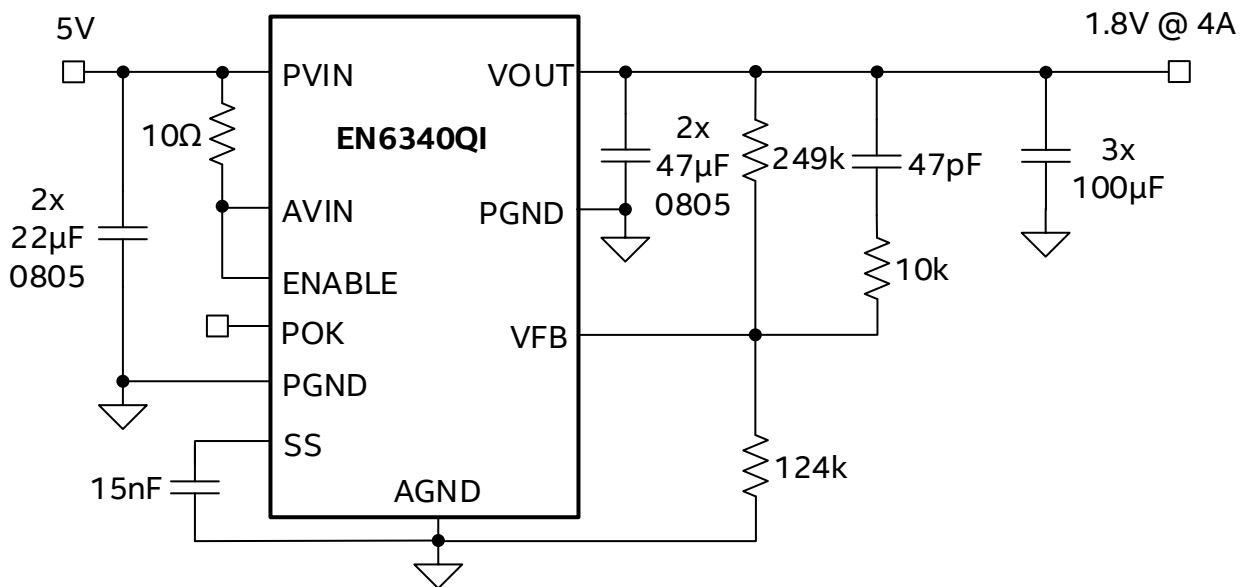 5V
1.8V @ 4A
PVIN
VOUT
10Ω
EN6340QI
2x
47µF
0805
249k
47pF
3x
100µF
2x
22µF
0805
AVIN
PGND
ENABLE
10k
POK
VFB
PGND
SS
15nF
AGND
124k